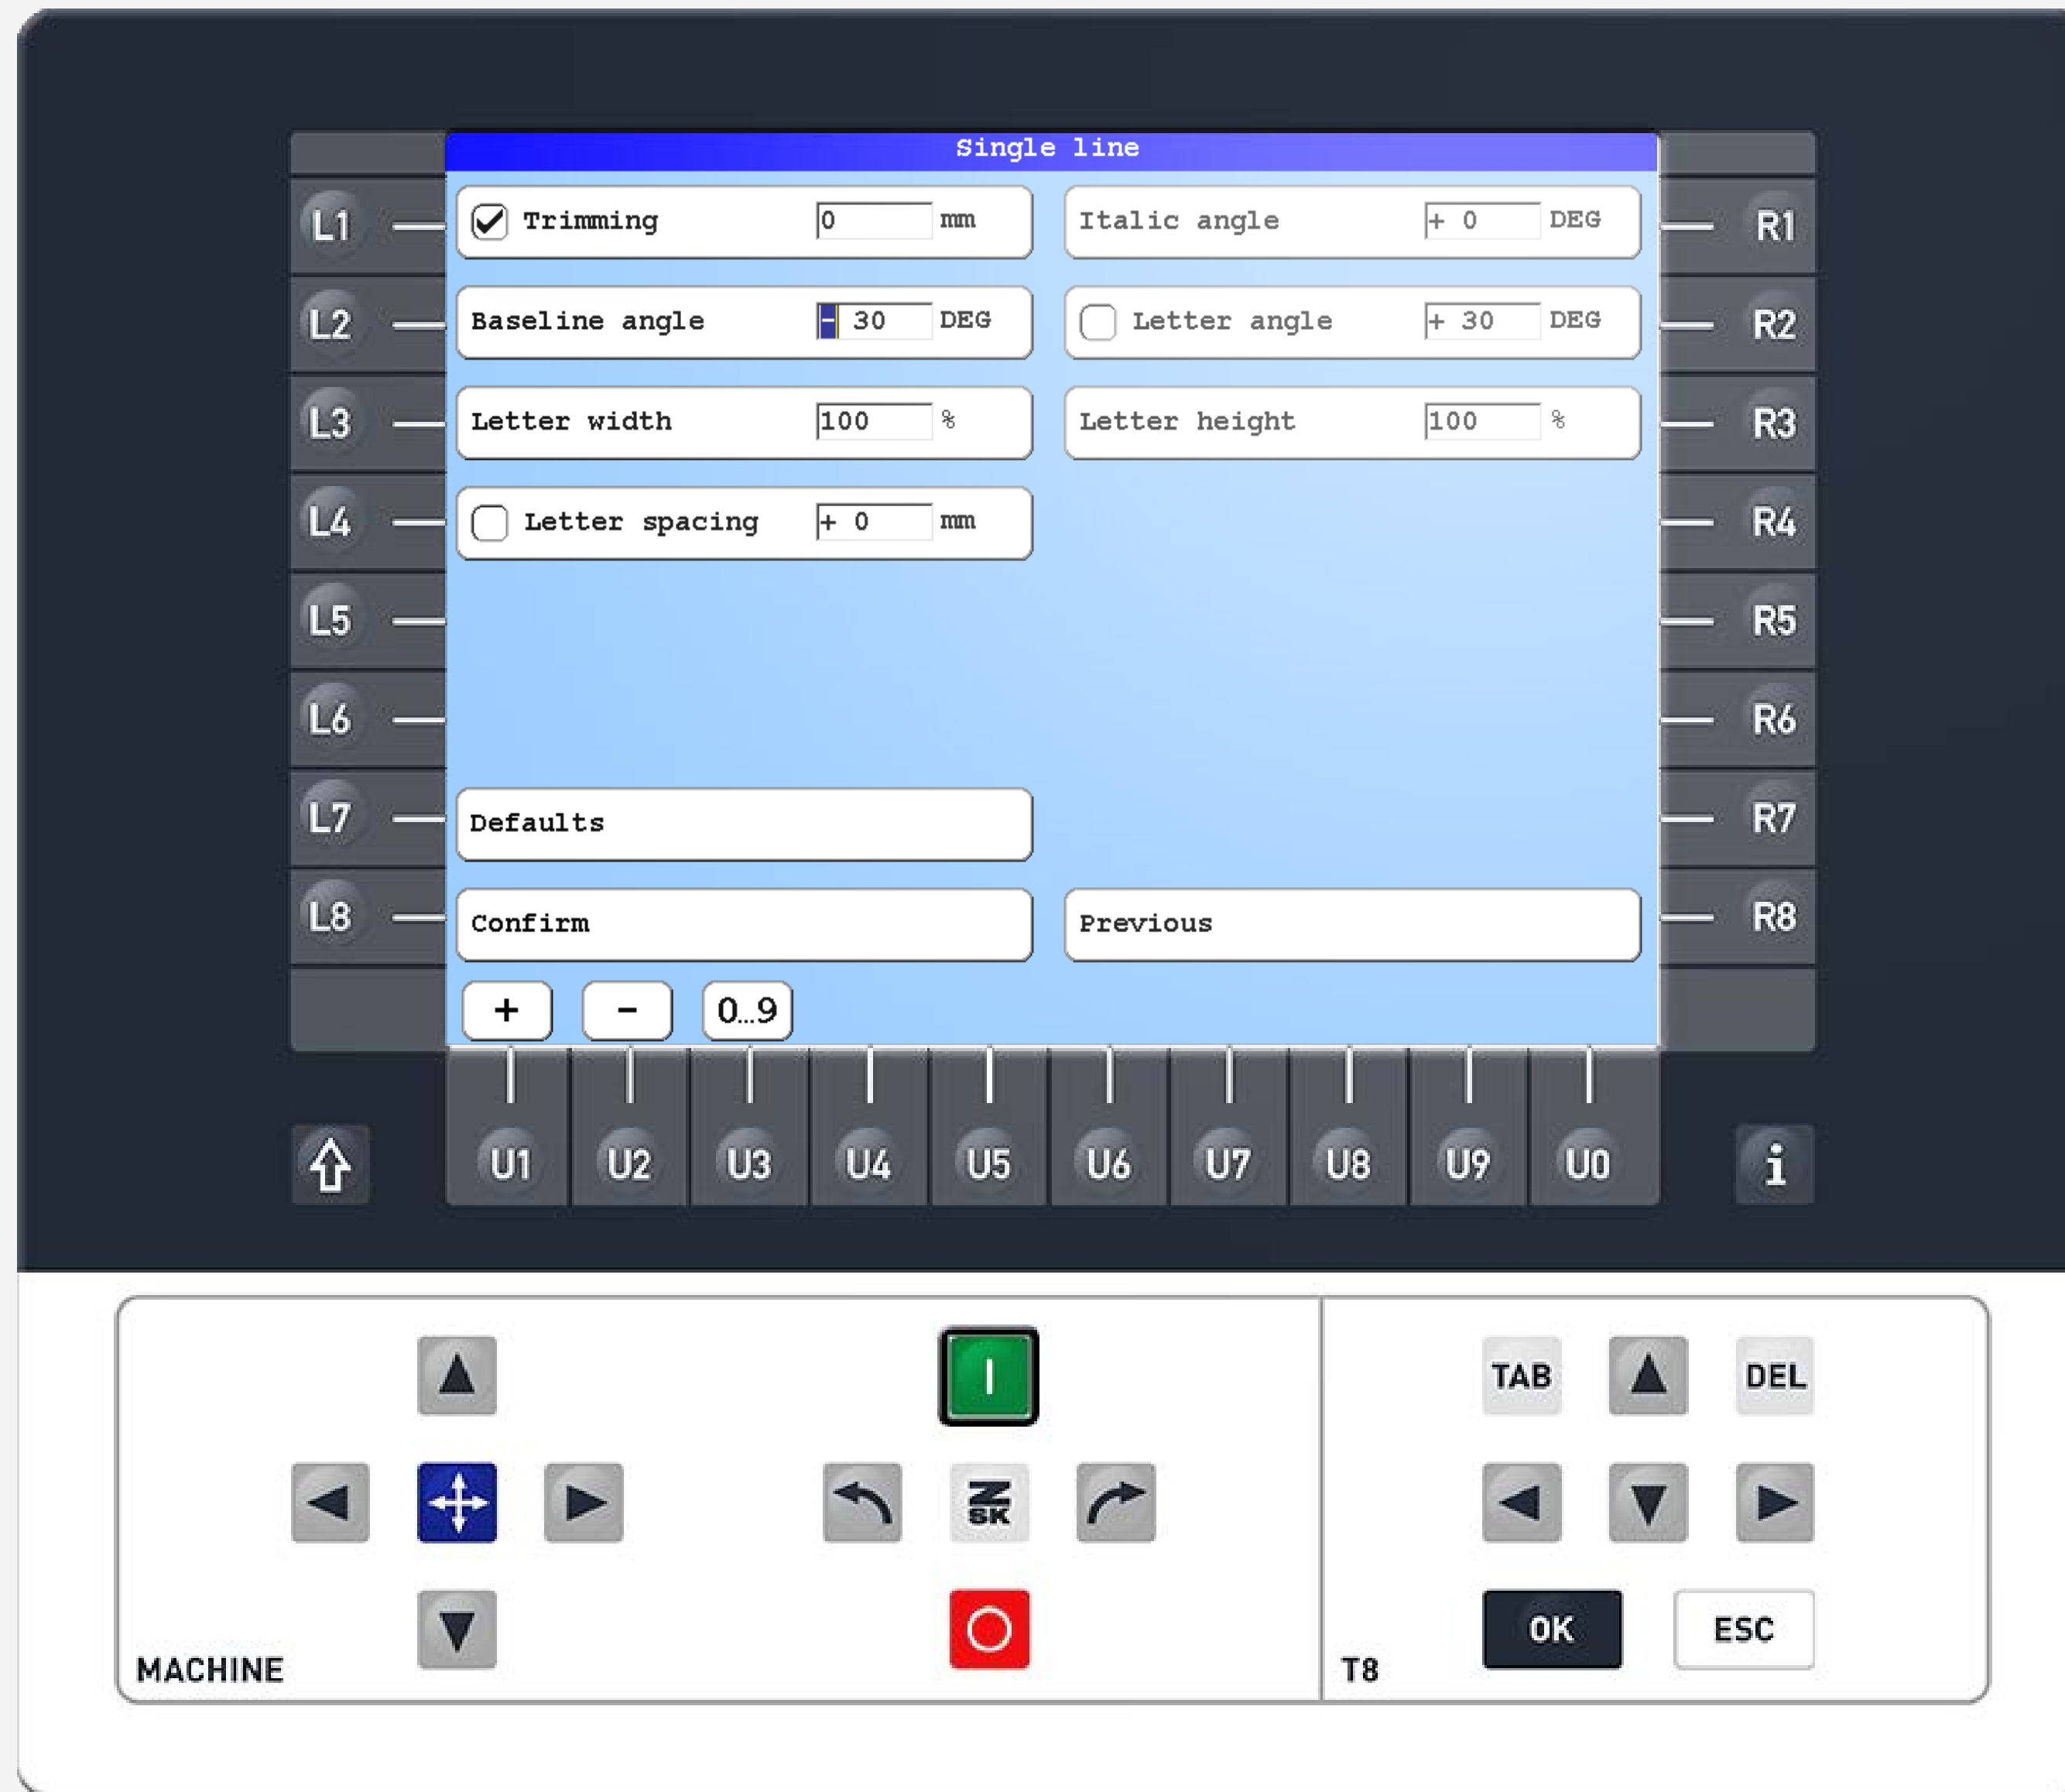 Single line
L1 Trimming 0 mm Italic angle + 0 DEG R1
L2 Baseline angle - 30 DEG Letter angle + 30 DEG R2
L3 Letter width 100 % Letter height 100 % R3
L4 Letter spacing + 0 mm R4
L5 R5
L6 R6
L7 Defaults R7
L8 Confirm Previous R8
+ - 0...9
U1 U2 U3 U4 U5 U6 U7 U8 U9 U0 i
I TAB DEL
ZSK
OK ESC
MACHINE T8